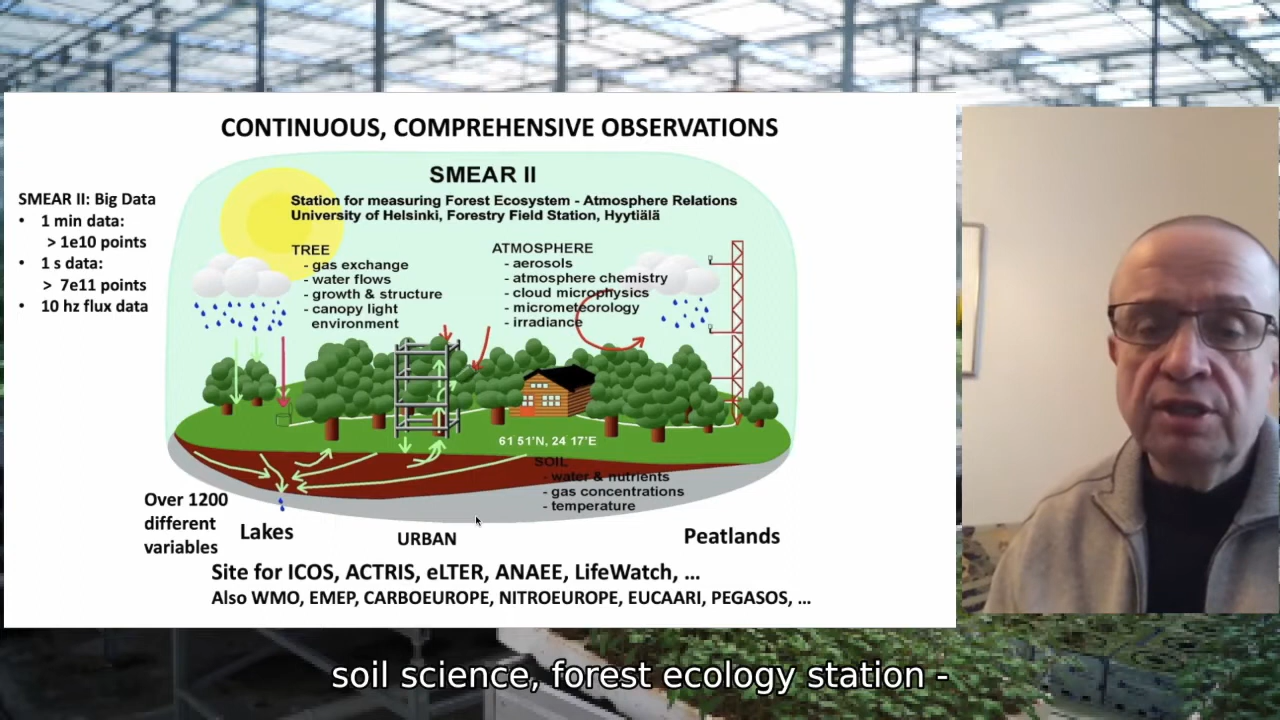 CONTINUOUS, COMPREHENSIVE OBSERVATIONS
SMEAR II
Station for measuring Forest Ecosystem - Atmosphere Relations
University of Helsinki, Forestry Field Station, Hyytiälä
SMEAR II: Big Data
• 1 min data:
> 1e10 points
• 1 s data:
> 7e11 points
• 10 hz flux data
TREE
- gas exchange
- water flows
- growth & structure
- canopy light
environment
ATMOSPHERE
- aerosols
- atmosphere chemistry
- cloud microphysics
- micrometeorology
- irradiance
61 51'N, 24 17'E
SOIL
- water & nutrients
- gas concentrations
- temperature
Over 1200
different
variables
Lakes
URBAN
Peatlands
Site for ICOS, ACTRIS, eLTER, ANAEE, LifeWatch, ...
Also WMO, EMEP, CARBOEUROPE, NITROEUROPE, EUCAARI, PEGASOS, ...
soil science, forest ecology station -